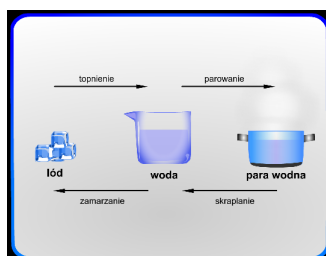 topnienie
parowanie
lód
woda
para wodna
zamarzanie
skraplanie